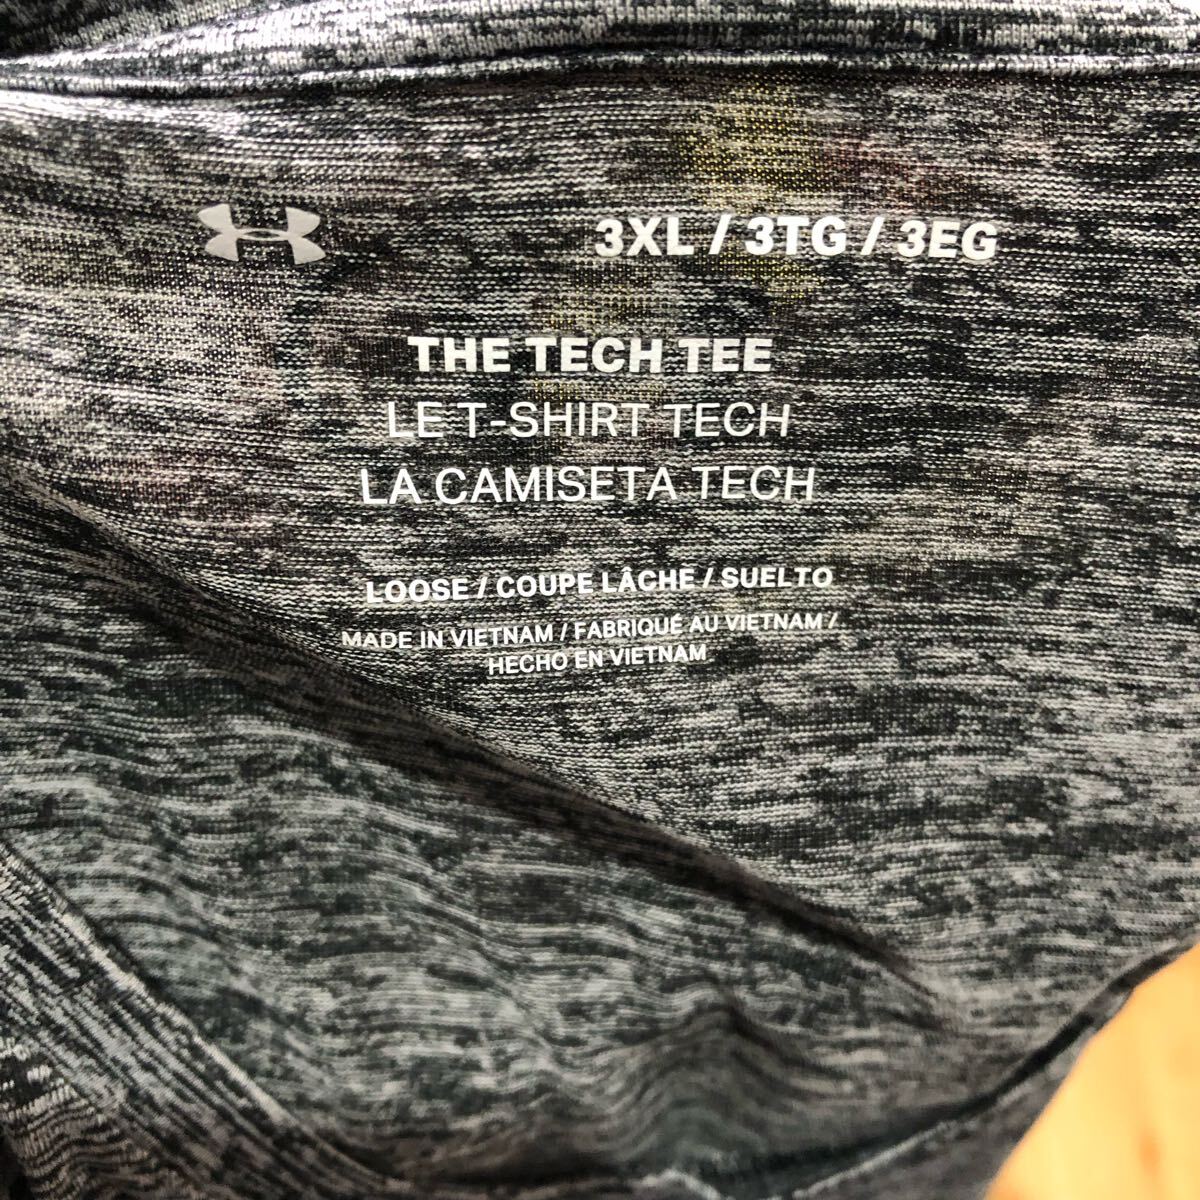 3XL / 3TG / 3EG
THE TECH TEE
LE T-SHIRT TECH
LA CAMISETA TECH
LOOSE / COUPE LÂCHE / SUELTO
MADE IN VIETNAM / FABRIQUÉ AU VIETNAM /
HECHO EN VIETNAM